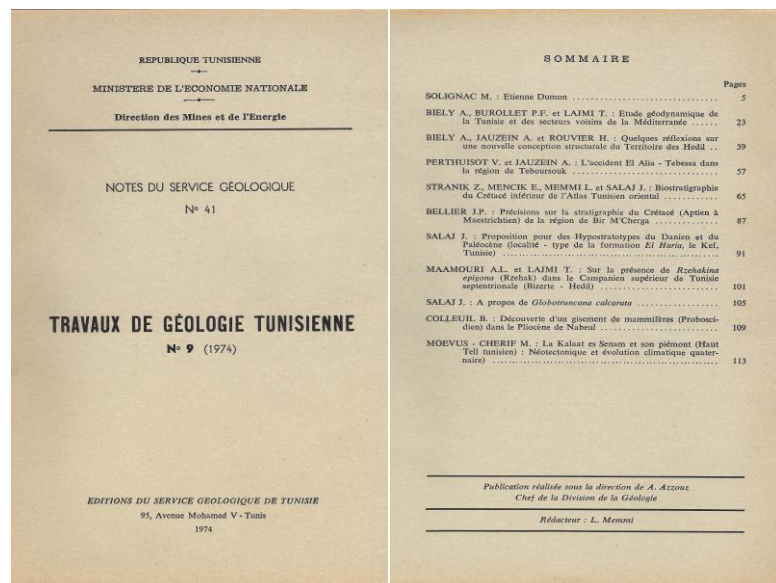 REPUBLIQUE TUNISIENNE
MINISTERE DE L'ECONOMIE NATIONALE
Direction des Mines et de l'Energie
NOTES DU SERVICE GÉOLOGIQUE
No 41
TRAVAUX DE GÉOLOGIE TUNISIENNE
No 9 (1974)
EDITIONS DU SERVICE GEOLOGIQUE DE TUNISIE
95, Avenue Mohamed V - Tunis
1974
SOMMAIRE
Pages
SOLIGNAC M. : Etienne Dumon ................................ 5
BIELY A., BUROLLET P.F. et LAJMI T. : Etude géodynamique de
la Tunisie et des secteurs voisins de la Méditerranée ...... 23
BIELY A., JAUZEIN A. et ROUVIER H. : Quelques réflexions sur
une nouvelle conception structurale du Territoire des Hedil .. 39
PERTHUISOT V. et JAUZEIN A. : L'accident El Alia - Tebessa dans
la région de Teboursouk .................................... 57
STRANIK Z., MENCIK E., MEMMI L. et SALAJ J. : Biostratigraphie
du Crétacé inférieur de l'Atlas Tunisien oriental .......... 65
BELLIER J.P. : Précisions sur la stratigraphie du Crétacé (Aptien à
Maestrichtien) de la région de Bir M'Cherga ................ 87
SALAJ J. : Proposition pour des Hypostratotypes du Danien et du
Paléocène (localité - type de la formation El Haria, le Kef,
Tunisie) ................................................... 91
MAAMOURI A.L. et LAJMI T. : Sur la présence de Rzehakina
epigona (Rzehak) dans le Campanien supérieur de Tunisie
septentrionale (Bizerte - Hedil) ........................... 101
SALAJ J. : A propos de Globotruncana calcarata .................. 105
COLLEUIL B. : Découverte d'un gisement de mammifères (Probosci-
dien) dans le Pliocène de Nabeul ........................... 109
MOEVUS - CHERIF M. : La Kalaat es Senam et son piémont (Haut
Tell tunisien) : Néotectonique et évolution climatique quater-
naire) ..................................................... 113
Publication réalisée sous la direction de A. Azzouz
Chef de la Division de la Géologie
Rédacteur : L. Memmi